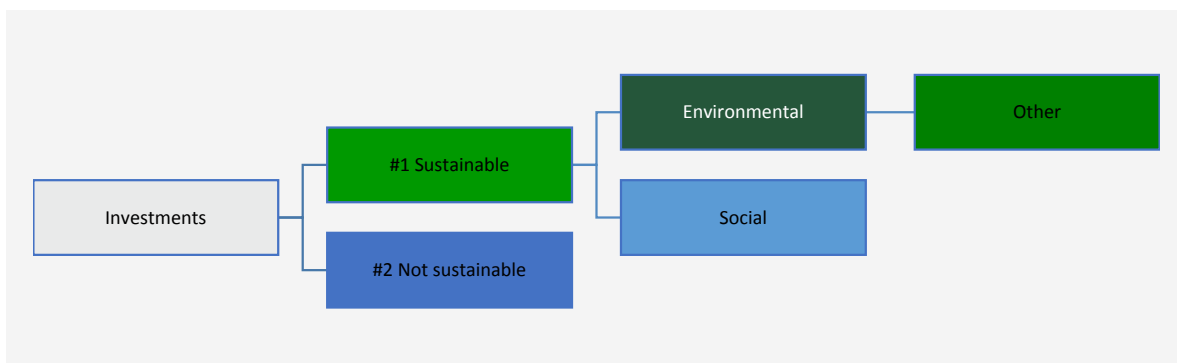 Environmental
Other
#1 Sustainable
Investments
Social
#2 Not sustainable